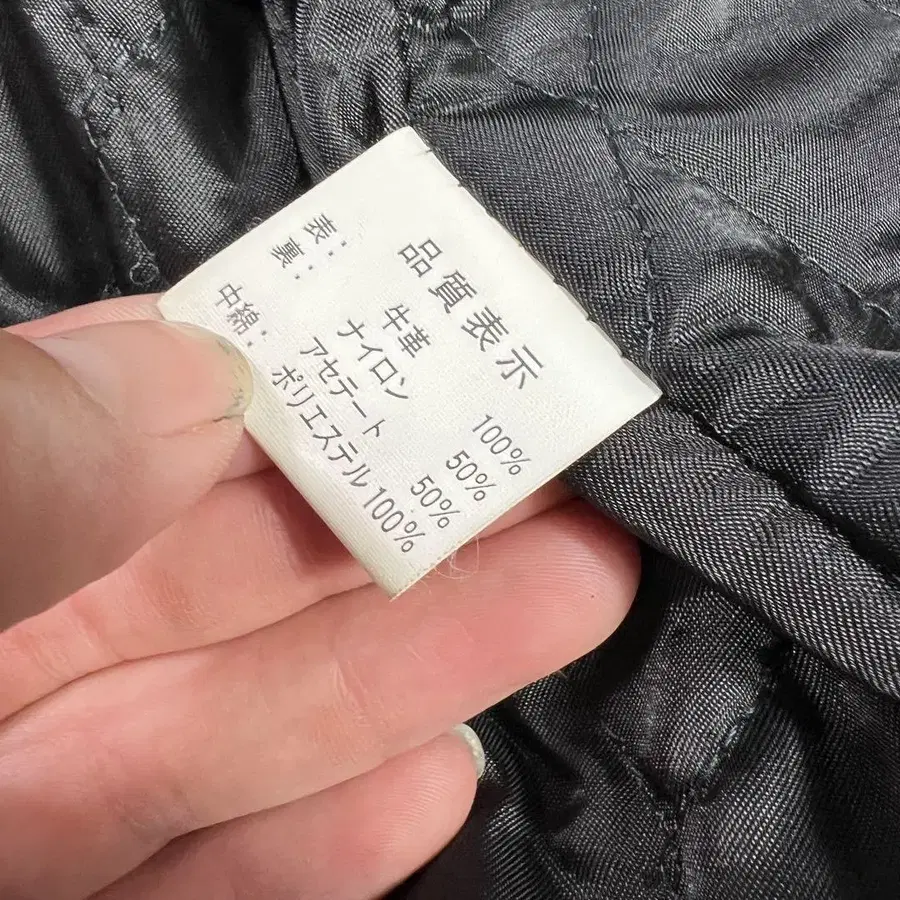 品質表示
表： 牛革 100%
裏： ナイロン 50%
アセテート 50%
中綿： ポリエステル 100%